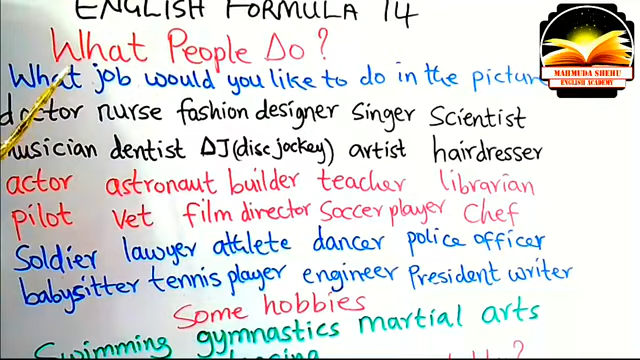 ENGLISH FORMULA 14
What People Do?
What job would you like to do in the picture
doctor nurse fashion designer Singer Scientist
musician dentist DJ (disc jockey) artist hairdresser
actor astronaut builder teacher librarian
pilot vet film director Soccer player Chef
Soldier lawyer athlete dancer police officer
babysitter tennis player engineer President writer
Some hobbies
Swimming gymnastics martial arts
MAHMUDA SHEHU
ENGLISH ACADEMY